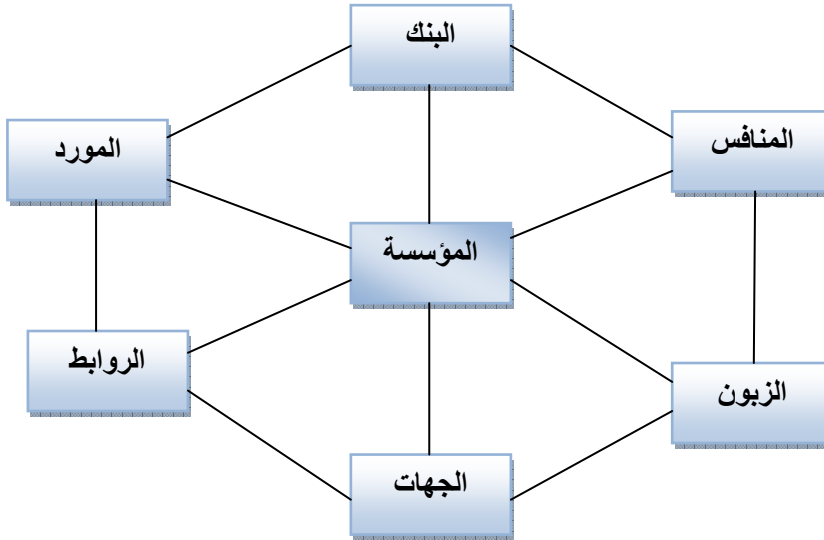 البنك
المنافس
المورد
المؤسسة
الروابط
الزبون
الجهات